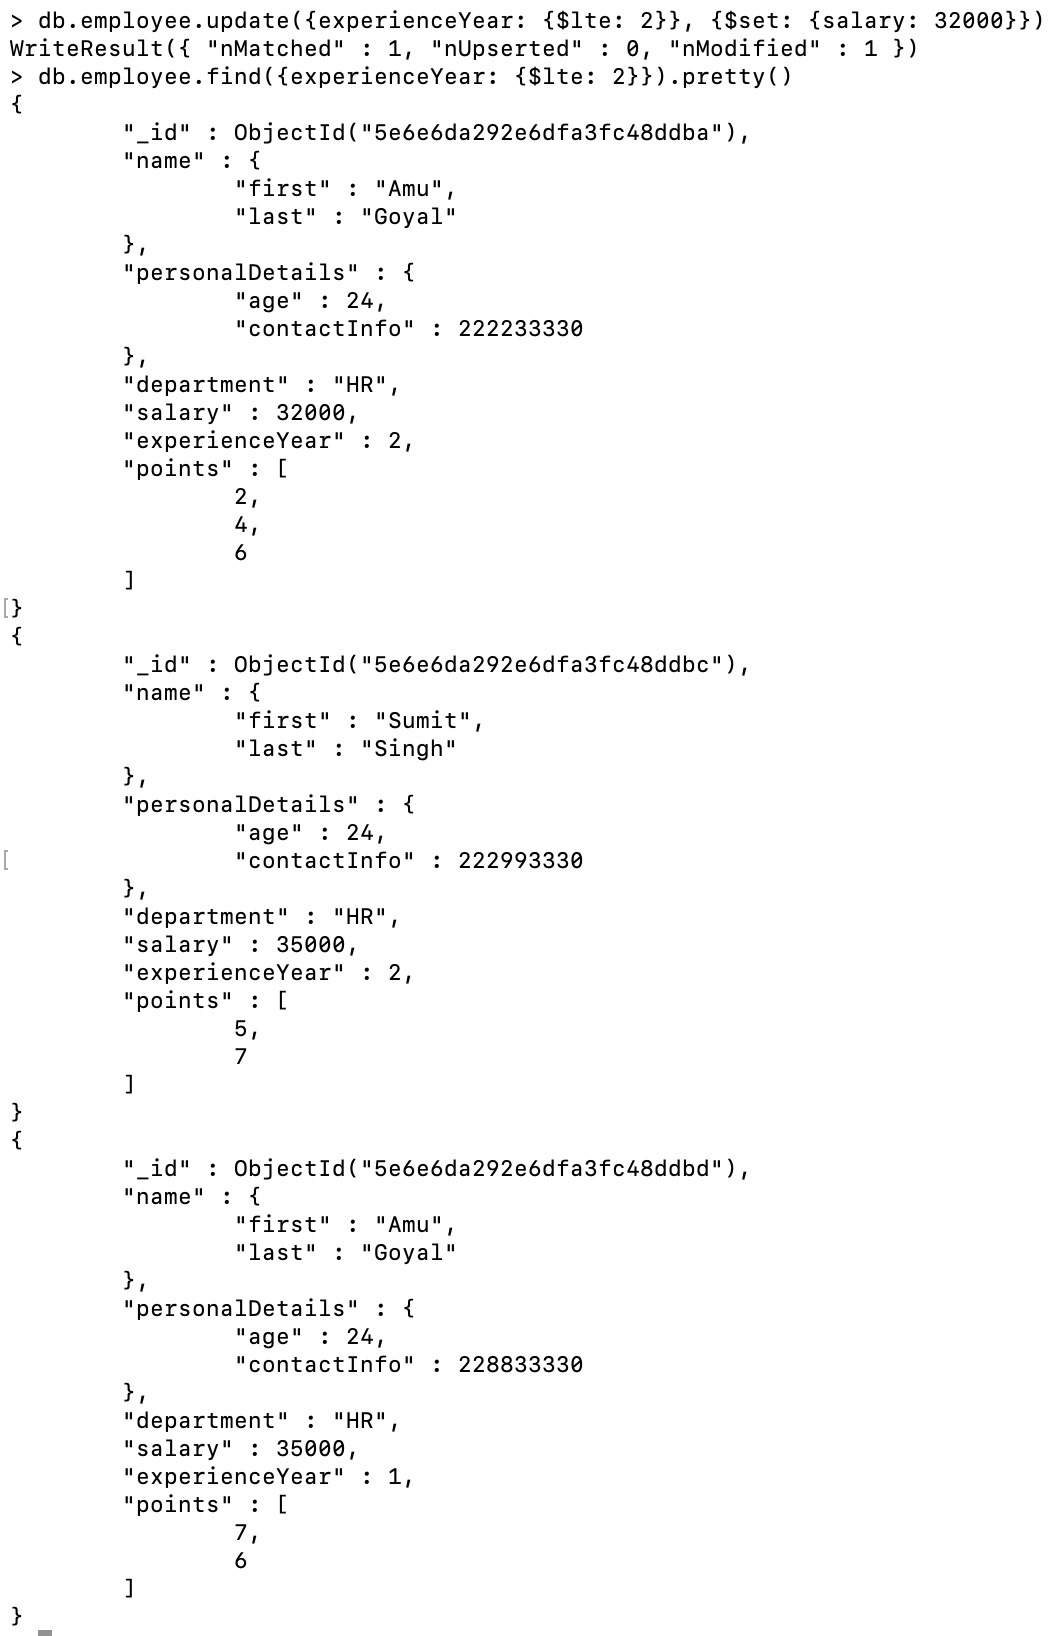 > db.employee.update({experienceYear: {$lte: 2}}, {$set: {salary: 32000}})
WriteResult({ "nMatched" : 1, "nUpserted" : 0, "nModified" : 1 })
> db.employee.find({experienceYear: {$lte: 2}}).pretty()
{
        "_id" : ObjectId("5e6e6da292e6dfa3fc48ddba"),
        "name" : {
                "first" : "Amu",
                "last" : "Goyal"
        },
        "personalDetails" : {
                "age" : 24,
                "contactInfo" : 222233330
        },
        "department" : "HR",
        "salary" : 32000,
        "experienceYear" : 2,
        "points" : [
                2,
                4,
                6
        ]
[}
{
        "_id" : ObjectId("5e6e6da292e6dfa3fc48ddbc"),
        "name" : {
                "first" : "Sumit",
                "last" : "Singh"
        },
        "personalDetails" : {
                "age" : 24,
[                "contactInfo" : 222993330
        },
        "department" : "HR",
        "salary" : 35000,
        "experienceYear" : 2,
        "points" : [
                5,
                7
        ]
}
{
        "_id" : ObjectId("5e6e6da292e6dfa3fc48ddbd"),
        "name" : {
                "first" : "Amu",
                "last" : "Goyal"
        },
        "personalDetails" : {
                "age" : 24,
                "contactInfo" : 228833330
        },
        "department" : "HR",
        "salary" : 35000,
        "experienceYear" : 1,
        "points" : [
                7,
                6
        ]
}